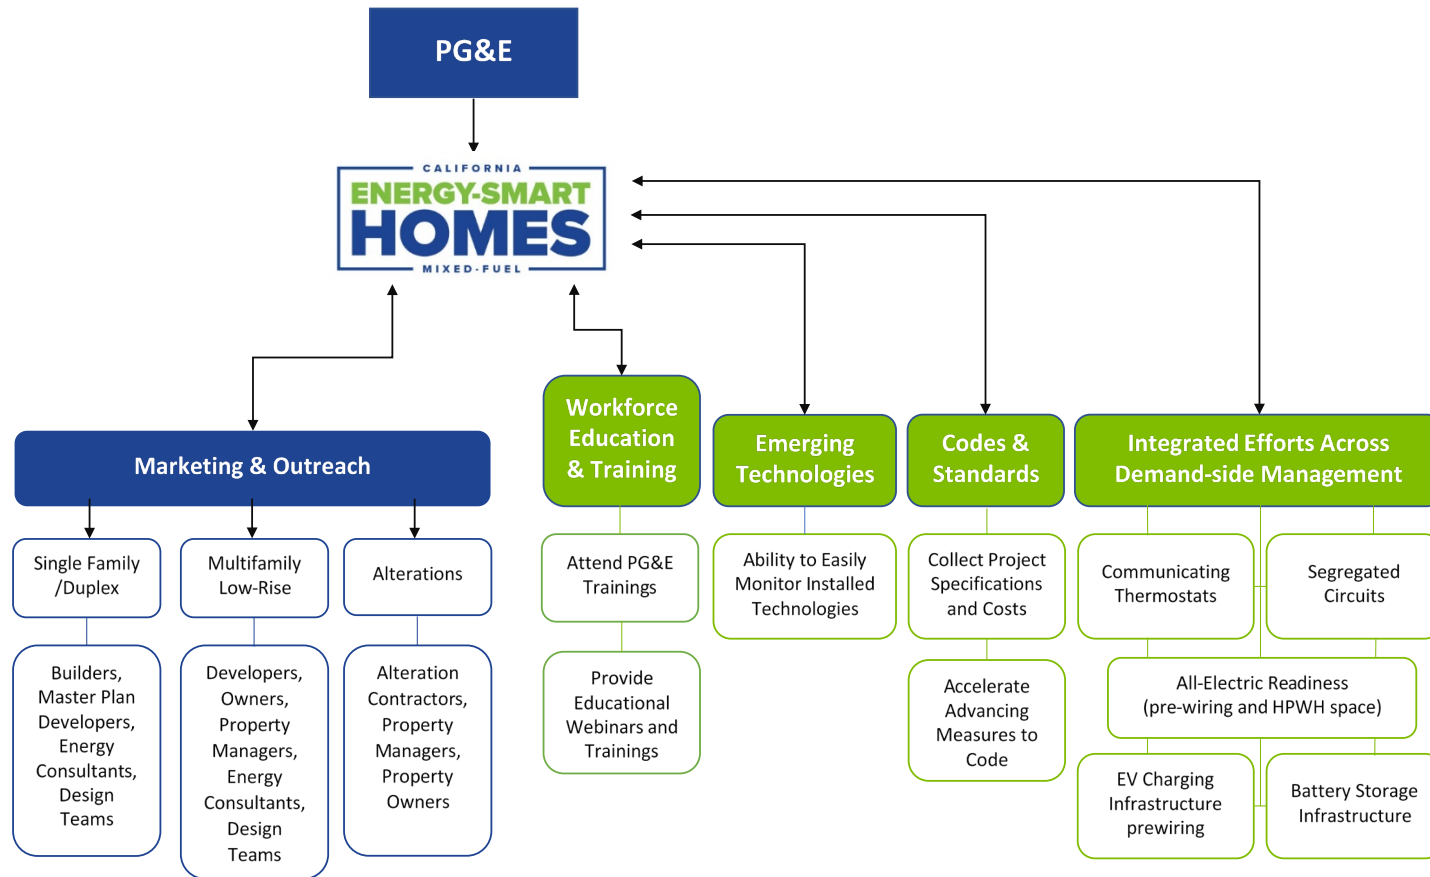 PG&E
CALIFORNIA
ENERGY-SMART
HOMES
MIXED-FUEL
Marketing & Outreach
Single Family
/Duplex
Builders,
Master Plan
Developers,
Energy
Consultants,
Design
Teams
Multifamily
Low-Rise
Developers,
Owners,
Property
Managers,
Energy
Consultants,
Design
Teams
Alterations
Alteration
Contractors,
Property
Managers,
Property
Owners
Workforce
Education
& Training
Attend PG&E
Trainings
Provide
Educational
Webinars and
Trainings
Emerging
Technologies
Ability to Easily
Monitor Installed
Technologies
Codes &
Standards
Collect Project
Specifications
and Costs
Accelerate
Advancing
Measures to
Code
Integrated Efforts Across
Demand-side Management
Communicating
Thermostats
Segregated
Circuits
All-Electric Readiness
(pre-wiring and HPWH space)
EV Charging
Infrastructure
prewiring
Battery Storage
Infrastructure